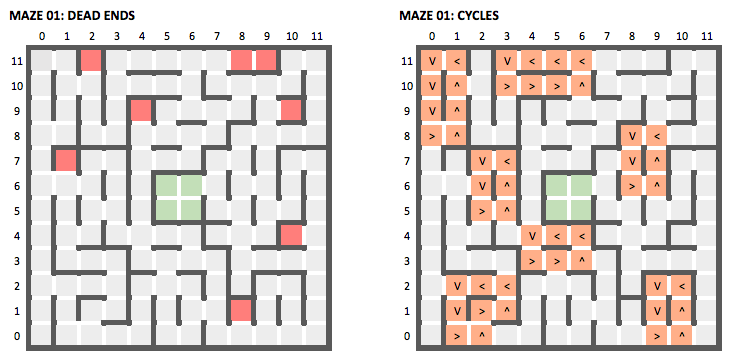 MAZE 01: DEAD ENDS
0 1 2 3 4 5 6 7 8 9 10 11
11
10
9
8
7
6
5
4
3
2
1
0
MAZE 01: CYCLES
0 1 2 3 4 5 6 7 8 9 10 11
11 V < V < < <
10 V ^ > > > ^
9 V ^
8 > ^ V <
7 V < V ^
6 V ^ > ^
5 > ^
4 V < <
3 > > ^
2 V < < V <
1 V > ^ V ^
0 > ^ > ^